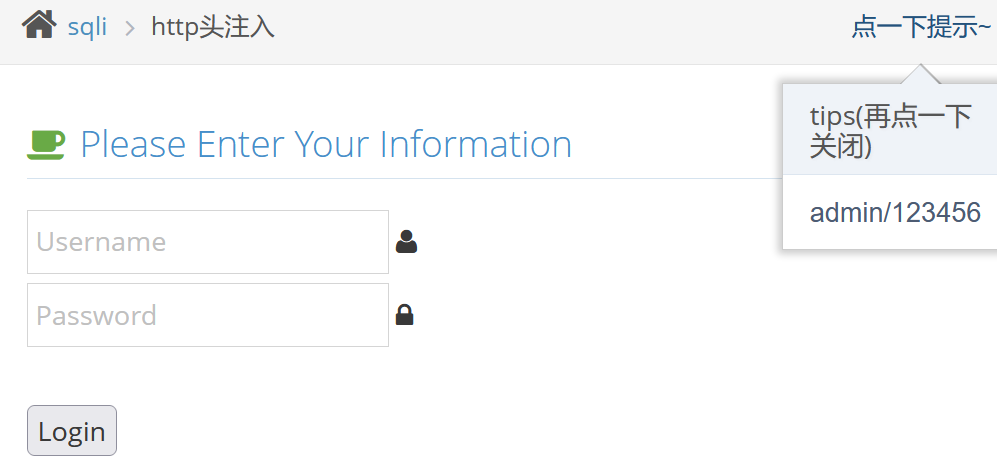 sqli > http头注入
点一下提示~
tips(再点一下
关闭)
admin/123456
Please Enter Your Information
Username
Password
Login